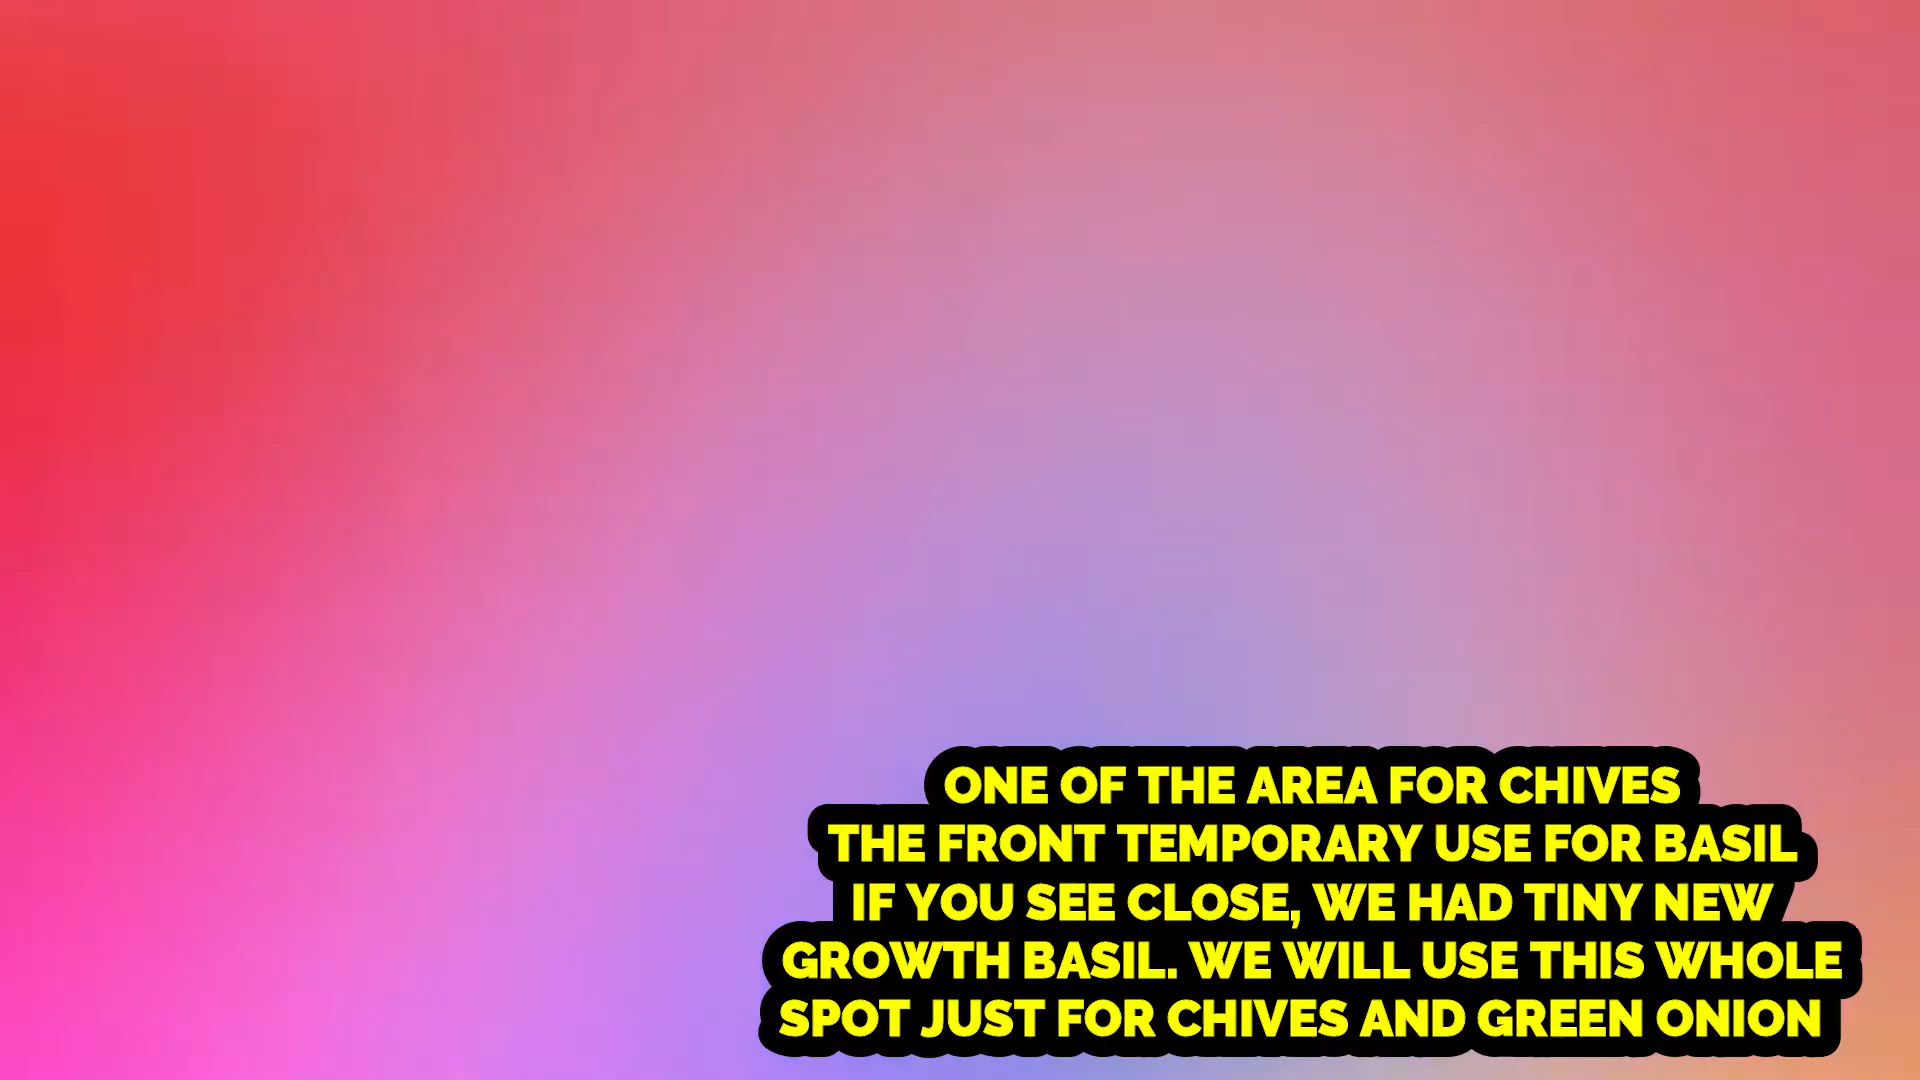 ONE OF THE AREA FOR CHIVES
THE FRONT TEMPORARY USE FOR BASIL
IF YOU SEE CLOSE, WE HAD TINY NEW
GROWTH BASIL. WE WILL USE THIS WHOLE
SPOT JUST FOR CHIVES AND GREEN ONION